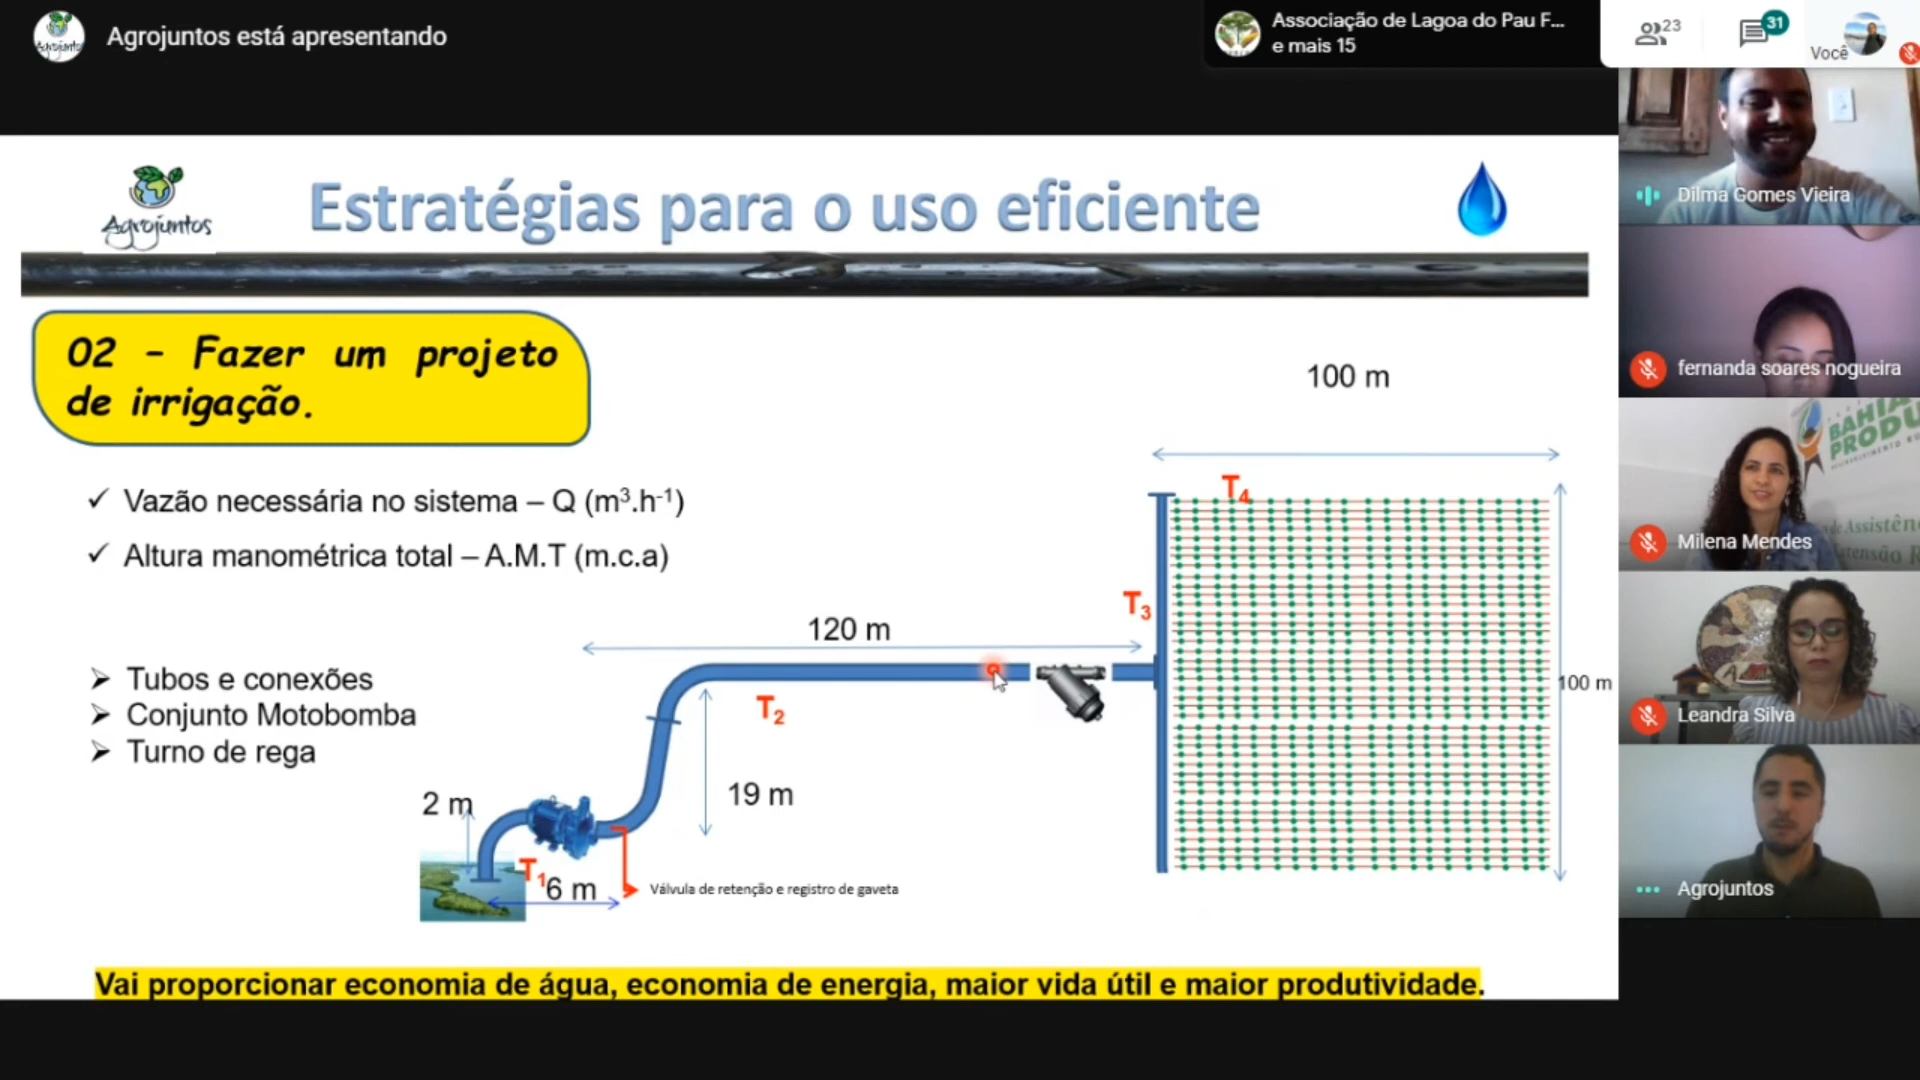 Agrojuntos está apresentando
Associação de Lagoa do Pau F...
e mais 15
23
31
Você
Agrojuntos
Estratégias para o uso eficiente
02 - Fazer um projeto
de irrigação.
✓ Vazão necessária no sistema – Q (m³.h⁻¹)
✓ Altura manométrica total – A.M.T (m.c.a)
➢ Tubos e conexões
➢ Conjunto Motobomba
➢ Turno de rega
100 m
T4
T3
120 m
100 m
T2
19 m
2 m
T1
6 m
Válvula de retenção e registro de gaveta
Vai proporcionar economia de água, economia de energia, maior vida útil e maior produtividade.
Dilma Gomes Vieira
fernanda soares nogueira
BAHIA
PRODU
Milena Mendes
Leandra Silva
Agrojuntos